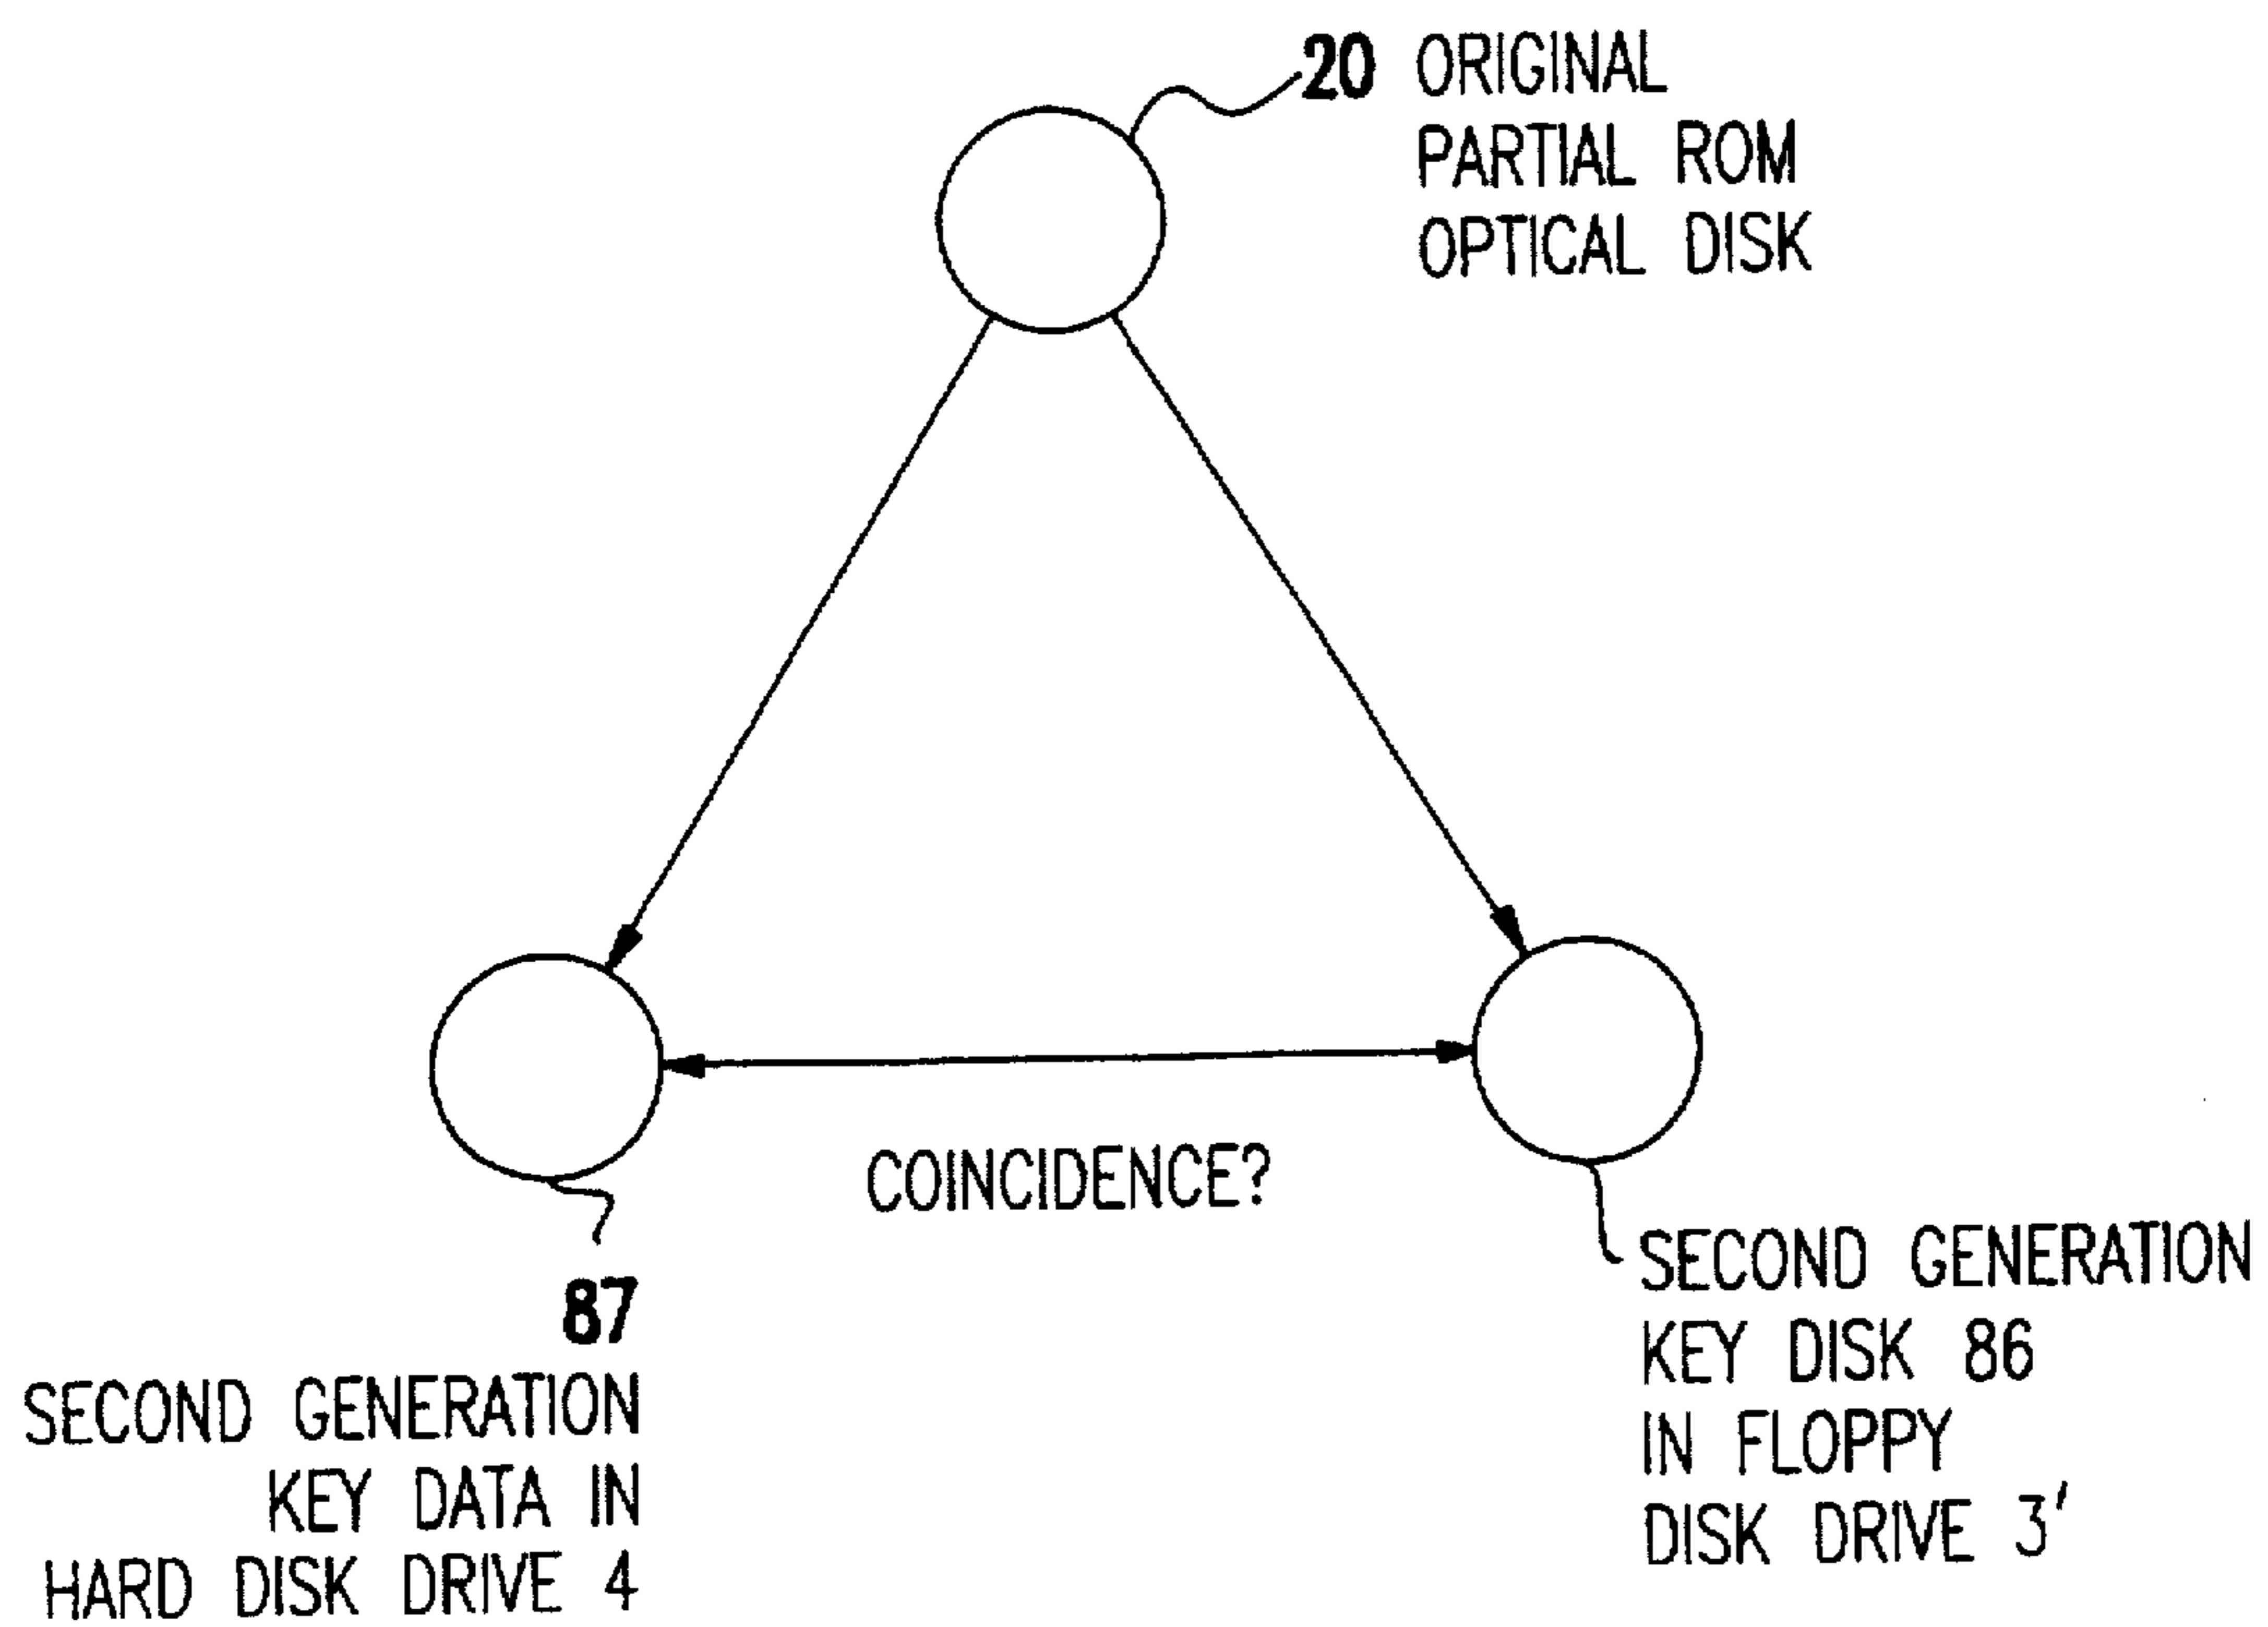 20 ORIGINAL
PARTIAL ROM
OPTICAL DISK
COINCIDENCE?
87
SECOND GENERATION
KEY DATA IN
HARD DISK DRIVE 4
SECOND GENERATION
KEY DISK 86
IN FLOPPY
DISK DRIVE 3'